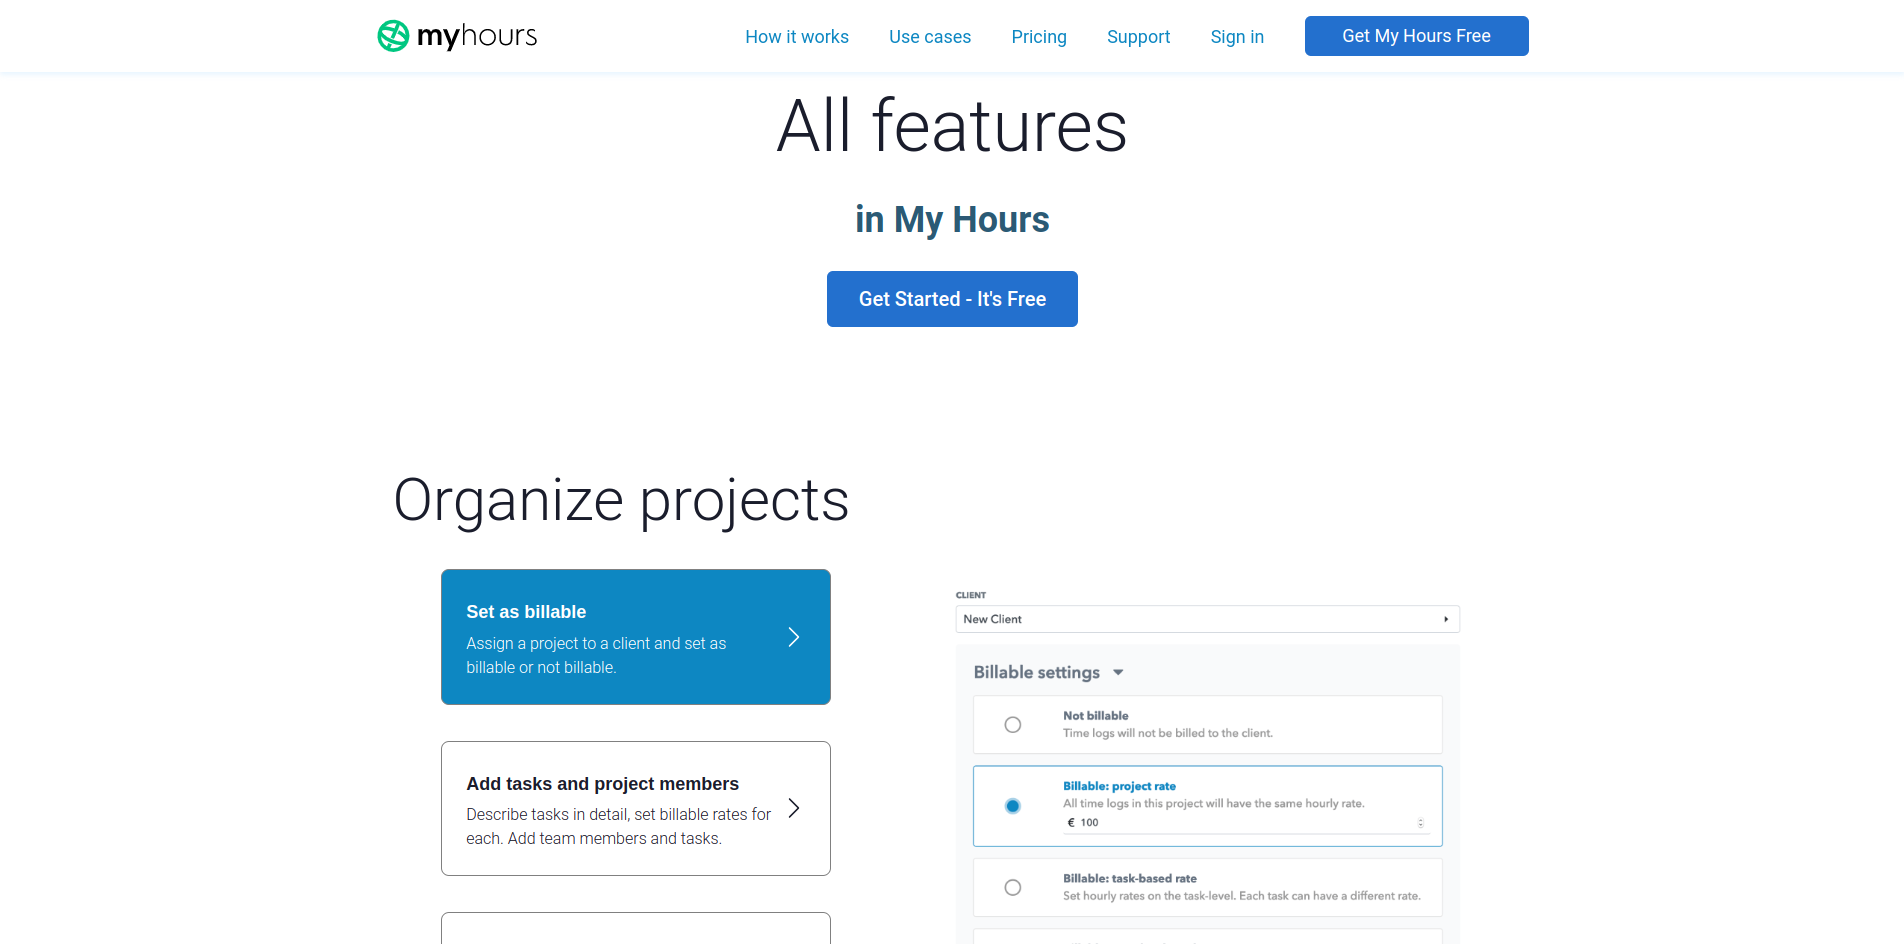 myhours
How it works
Use cases
Pricing
Support
Sign in
Get My Hours Free
All features
in My Hours
Get Started - It's Free
Organize projects
Set as billable
Assign a project to a client and set as
billable or not billable.
Add tasks and project members
Describe tasks in detail, set billable rates for
each. Add team members and tasks.
CLIENT
New Client
Billable settings
Not billable
Time logs will not be billed to the client.
Billable: project rate
All time logs in this project will have the same hourly rate.
€ 100
Billable: task-based rate
Set hourly rates on the task-level. Each task can have a different rate.